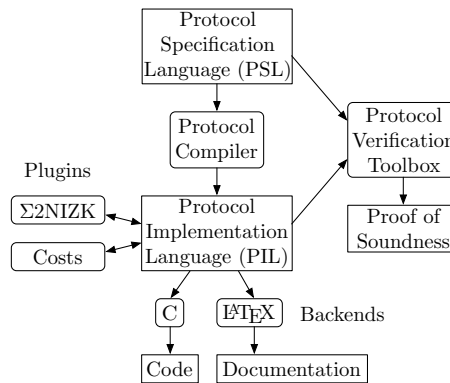 Protocol
Specification
Language (PSL)
Protocol
Compiler
Protocol
Verification
Toolbox
Plugins
Σ2NIZK
Costs
Protocol
Implementation
Language (PIL)
Proof of
Soundness
C
LATEX
Backends
Code
Documentation